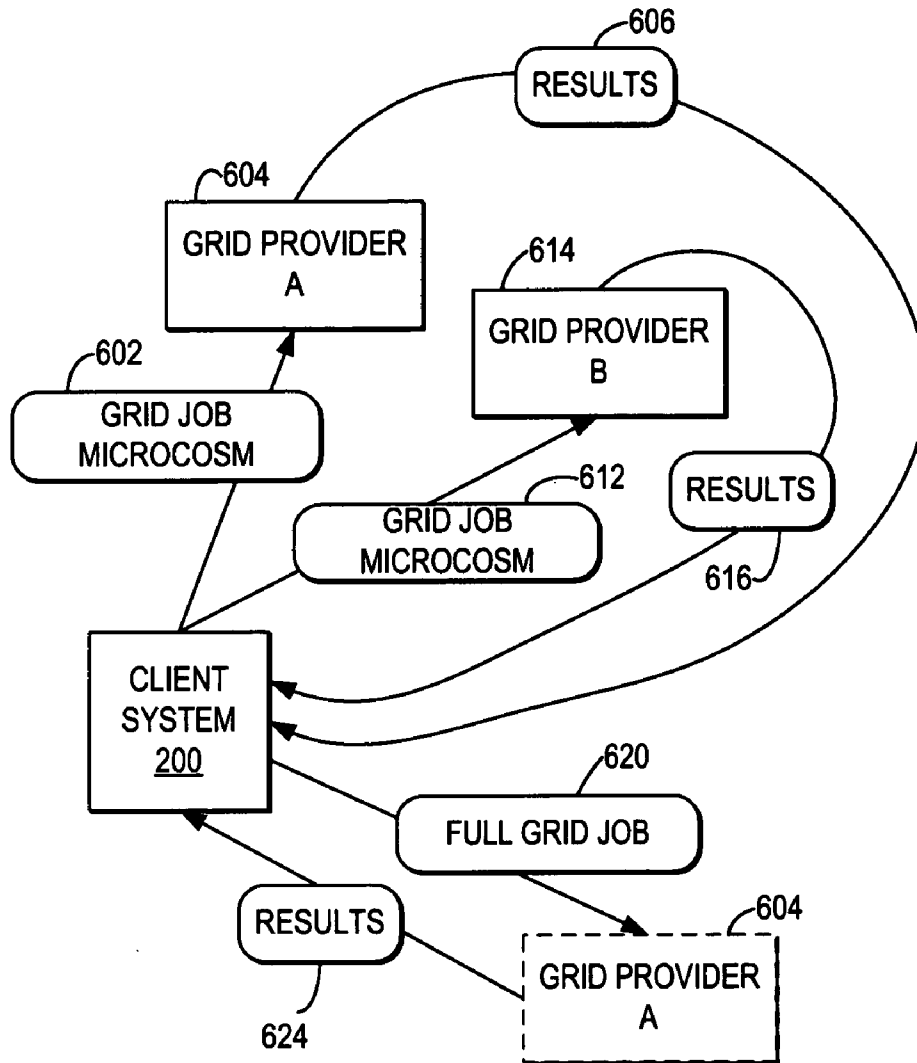 606
RESULTS
604
GRID PROVIDER
A
614
GRID PROVIDER
B
602
GRID JOB
MICROCOSM
612
GRID JOB
MICROCOSM
RESULTS
616
CLIENT
SYSTEM
200
620
FULL GRID JOB
RESULTS
624
604
GRID PROVIDER
A